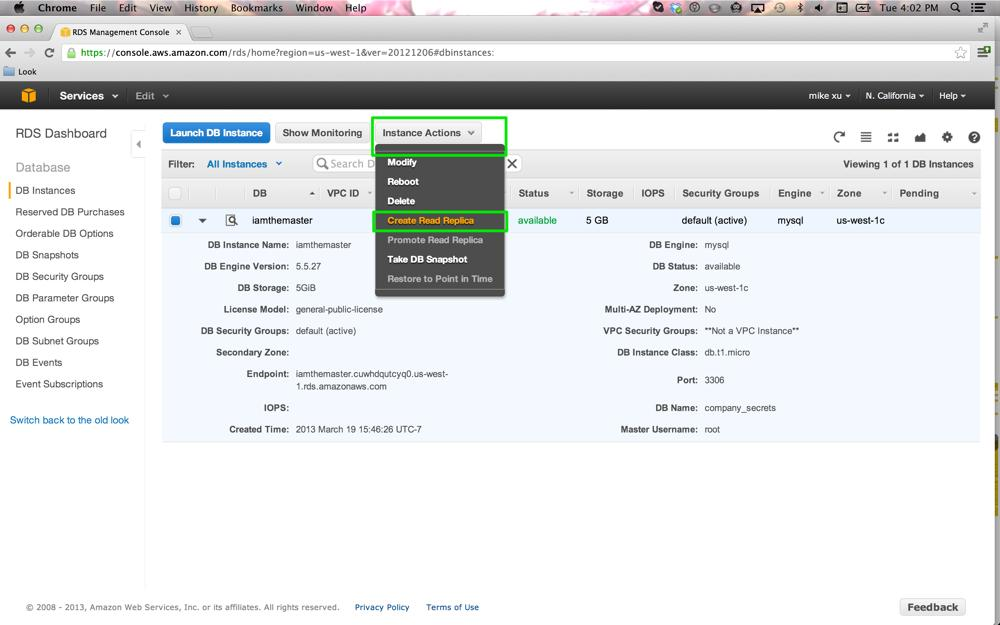 Chrome File Edit View History Bookmarks Window Help Tue 4:02 PM
RDS Management Console
https://console.aws.amazon.com/rds/home?region=us-west-1&ver=20121206#dbinstances:
Look
Services Edit mike xu N. California Help
RDS Dashboard
Database
DB Instances
Reserved DB Purchases
Orderable DB Options
DB Snapshots
DB Security Groups
DB Parameter Groups
Option Groups
DB Subnet Groups
DB Events
Event Subscriptions
Switch back to the old look
Launch DB Instance Show Monitoring Instance Actions
Filter: All Instances Search D Viewing 1 of 1 DB Instances
Modify
Reboot
Delete
Create Read Replica
Promote Read Replica
Take DB Snapshot
Restore to Point in Time
DB VPC ID Status Storage IOPS Security Groups Engine Zone Pending
iamthemaster available 5 GB default (active) mysql us-west-1c
DB Instance Name: iamthemaster DB Engine: mysql
DB Engine Version: 5.5.27 DB Status: available
DB Storage: 5GiB Zone: us-west-1c
License Model: general-public-license Multi-AZ Deployment: No
DB Security Groups: default (active) VPC Security Groups: **Not a VPC Instance**
Secondary Zone: DB Instance Class: db.t1.micro
Endpoint: iamthemaster.cuwhdqutcyq0.us-west-
1.rds.amazonaws.com Port: 3306
IOPS: DB Name: company_secrets
Created Time: 2013 March 19 15:46:26 UTC-7 Master Username: root
© 2008 - 2013, Amazon Web Services, Inc. or its affiliates. All rights reserved. Privacy Policy Terms of Use Feedback